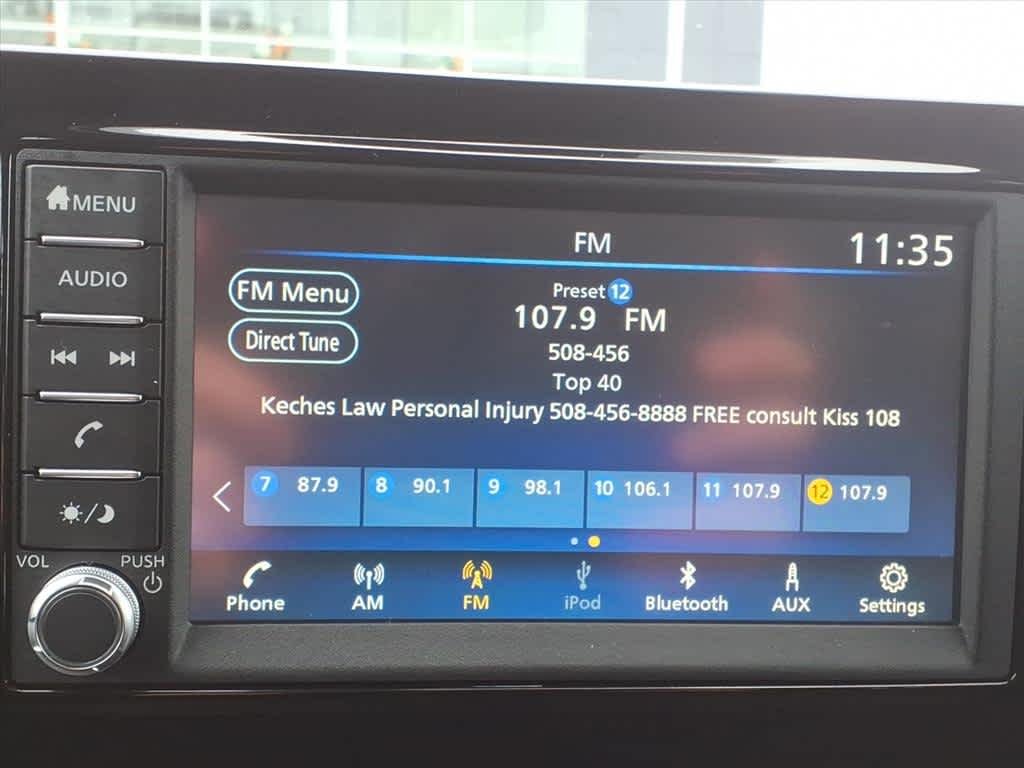 MENU
AUDIO
VOL
PUSH
FM
11:35
FM Menu
Direct Tune
Preset 12
107.9 FM
508-456
Top 40
Keches Law Personal Injury 508-456-8888 FREE consult Kiss 108
7 87.9
8 90.1
9 98.1
10 106.1
11 107.9
12 107.9
Phone
AM
FM
iPod
Bluetooth
AUX
Settings